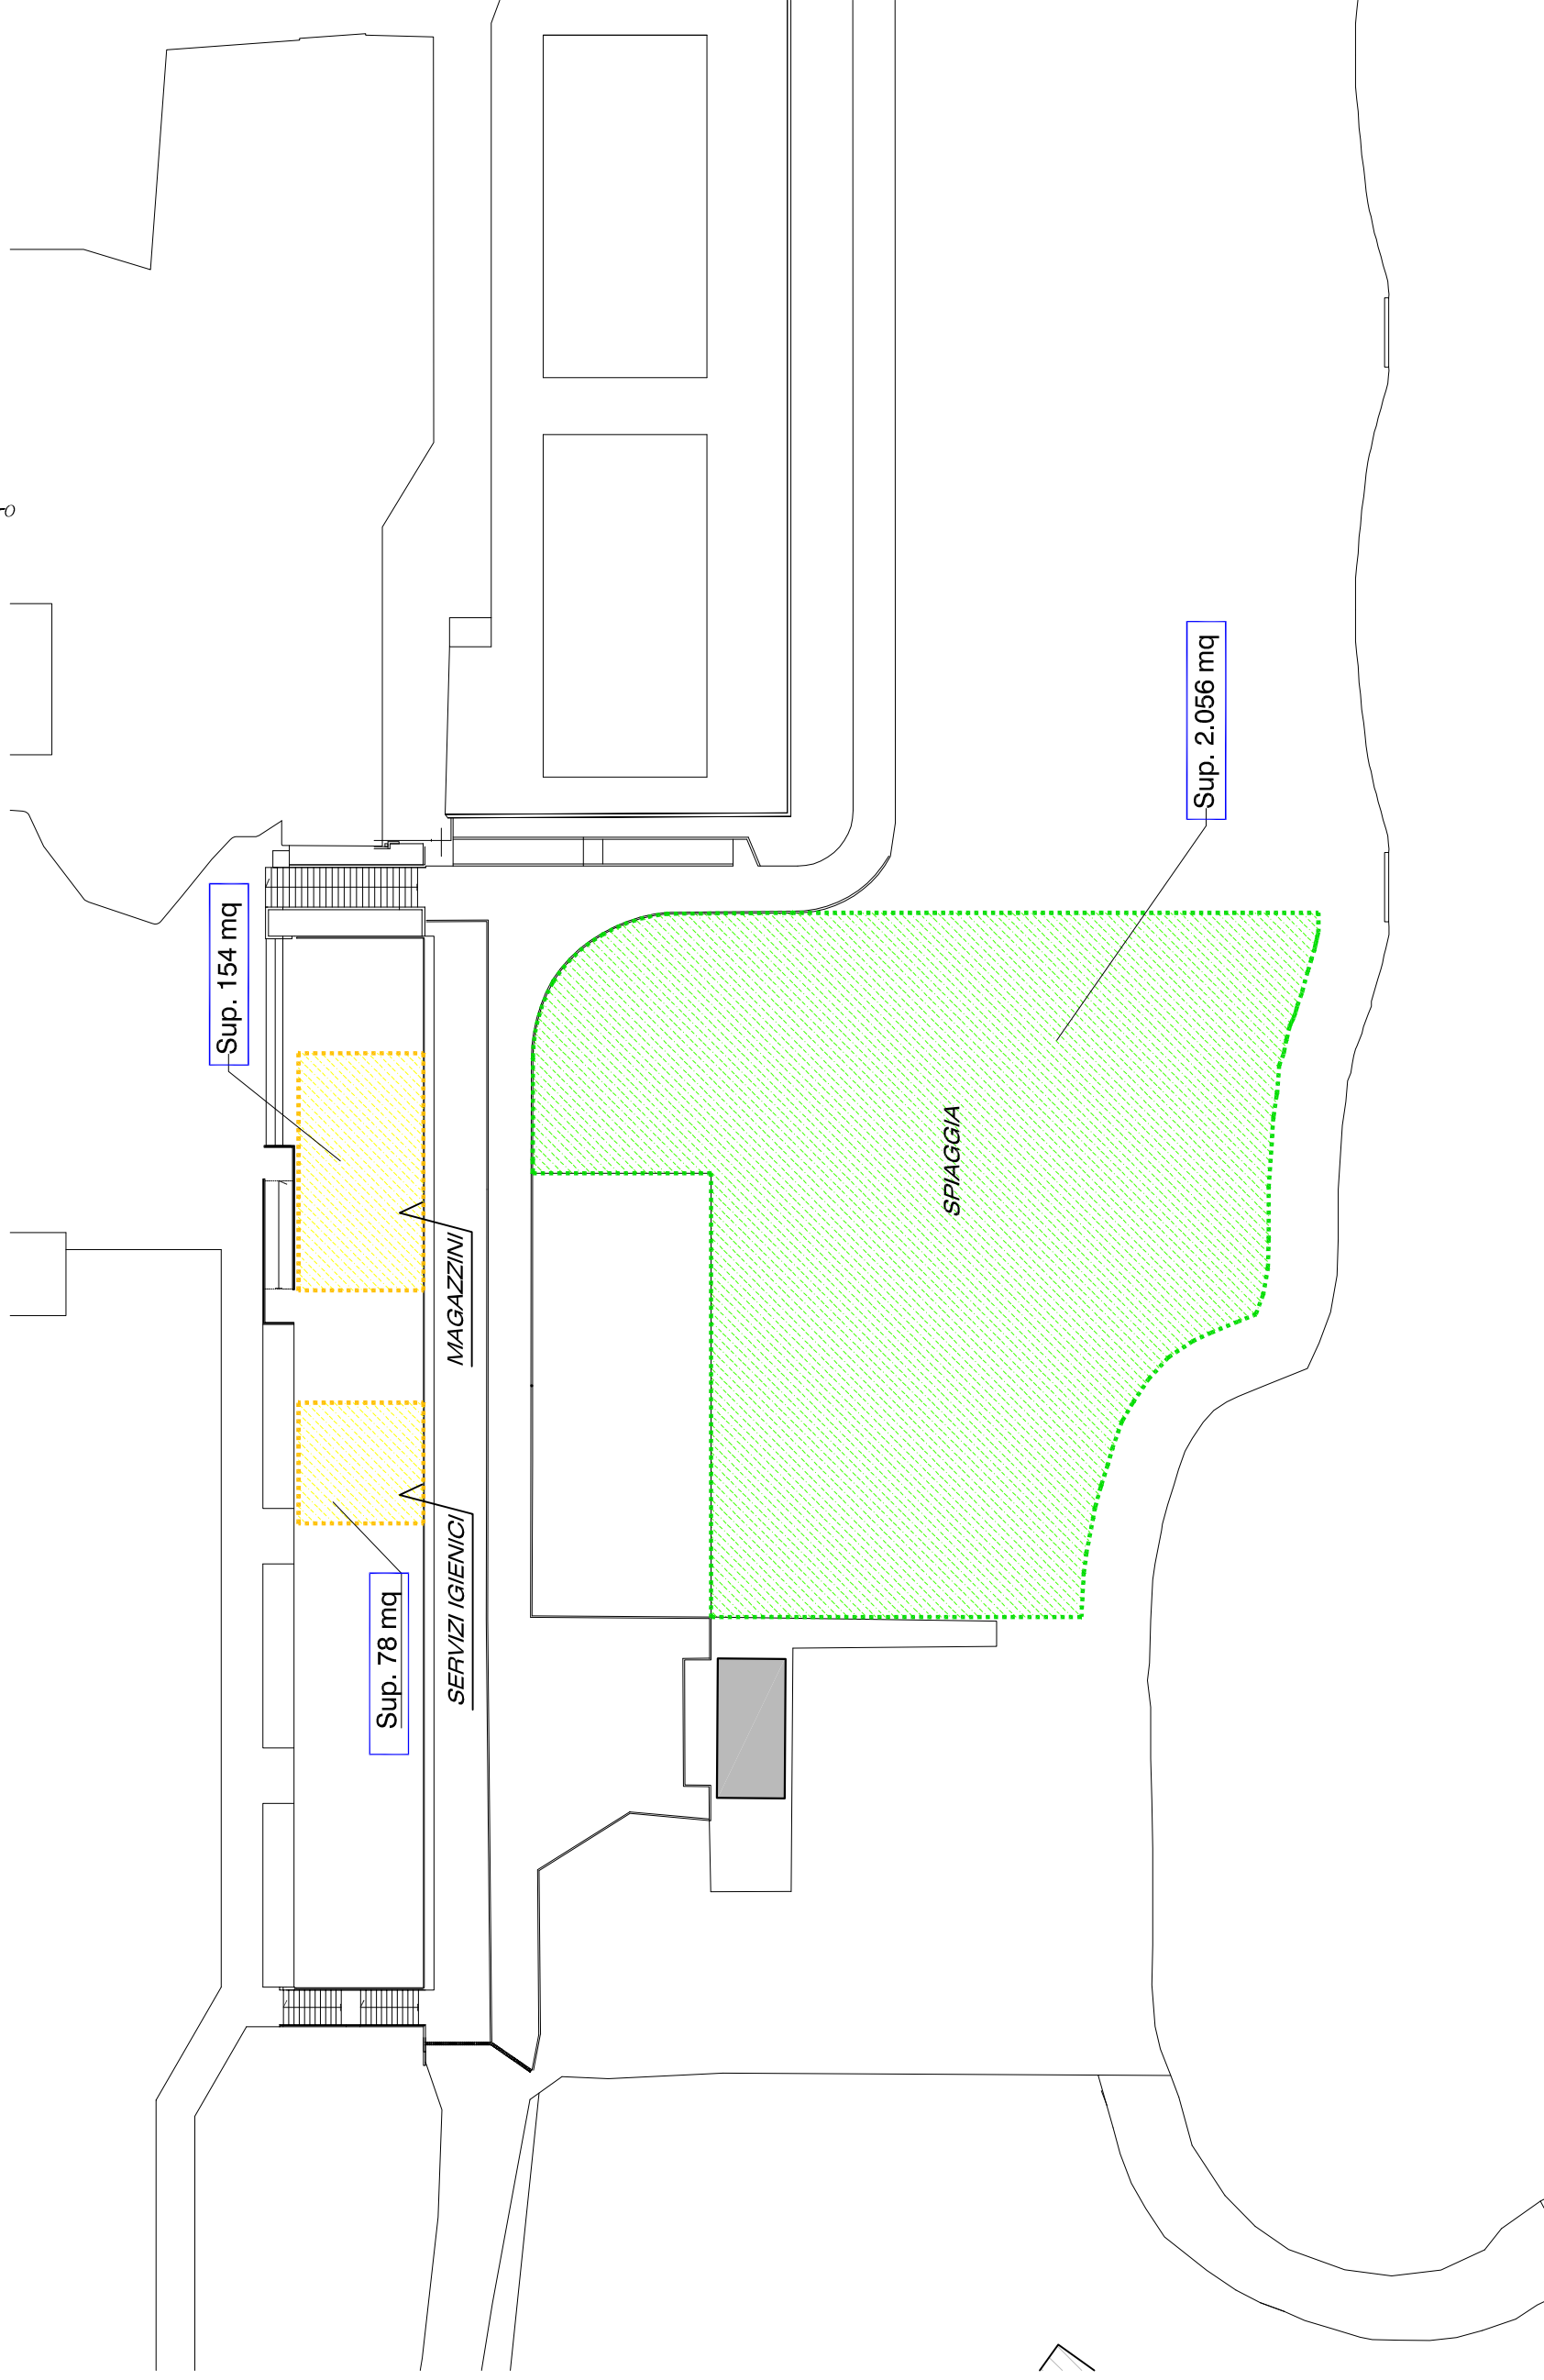 o
Sup. 154 mq
Sup. 78 mq
MAGAZZINI
SERVIZI IGIENICI
SPIAGGIA
Sup. 2.056 mq